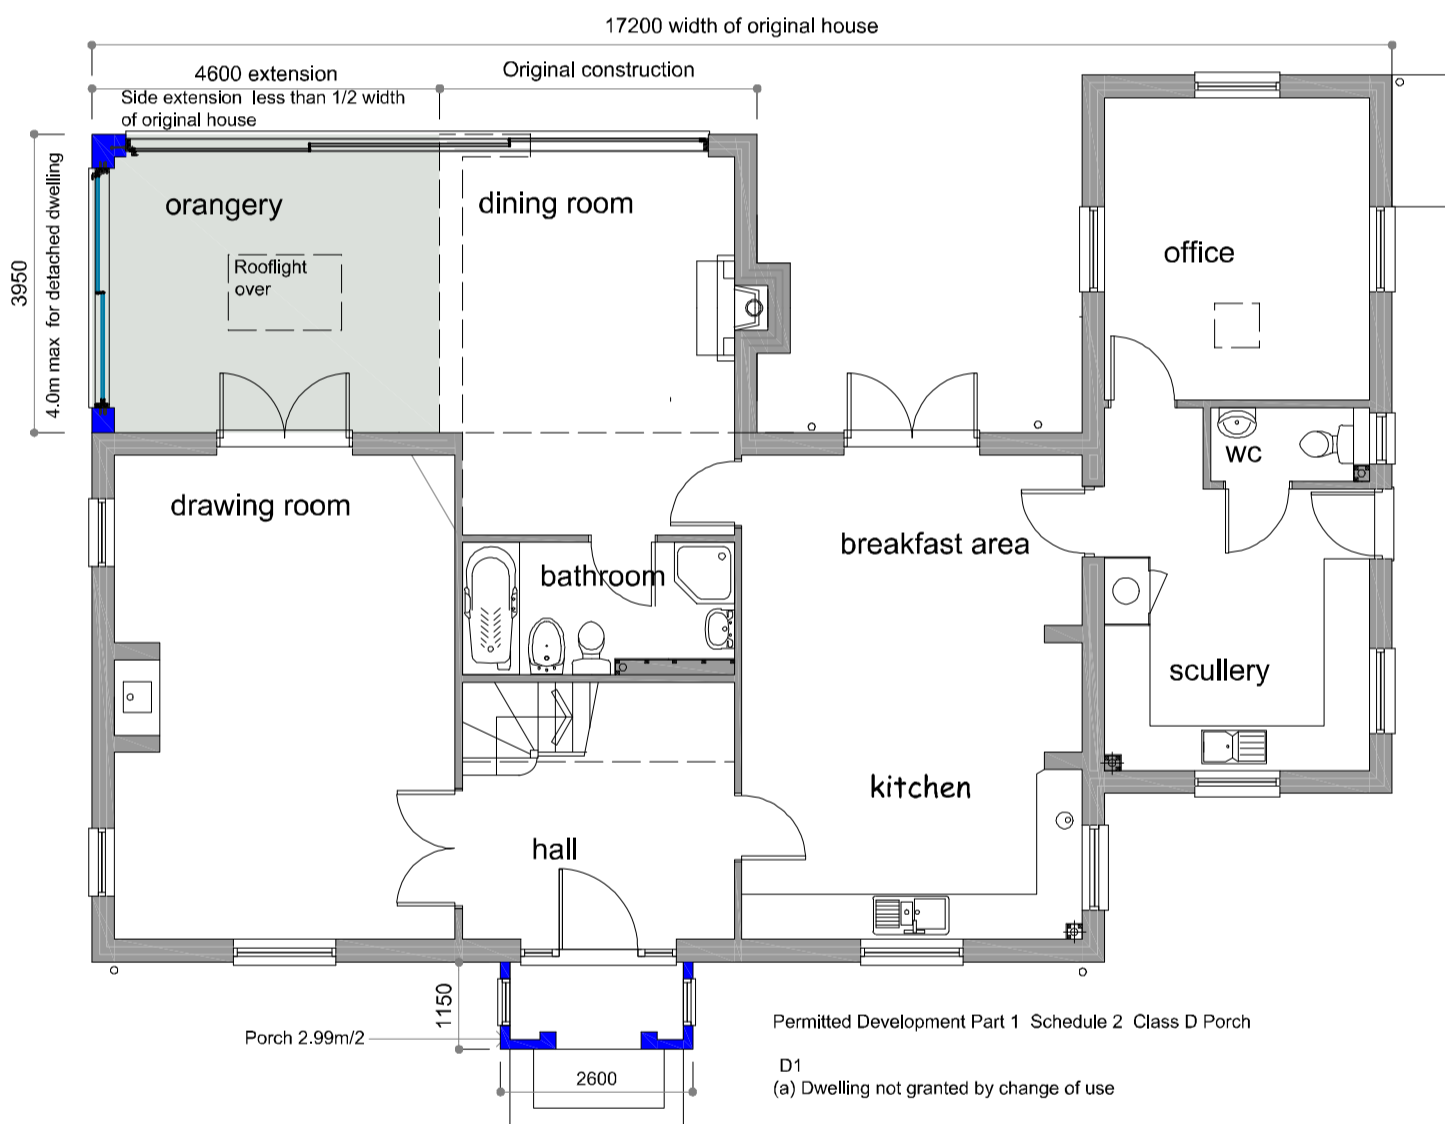 17200 width of original house
4600 extension
Original construction
Side extension less than 1/2 width
of original house
3950
4.0m max for detached dwelling
orangery
dining room
office
Rooflight
over
wc
drawing room
breakfast area
bathroom
scullery
kitchen
hall
1150
Porch 2.99m/2
2600
Permitted Development Part 1 Schedule 2 Class D Porch
D1
(a) Dwelling not granted by change of use